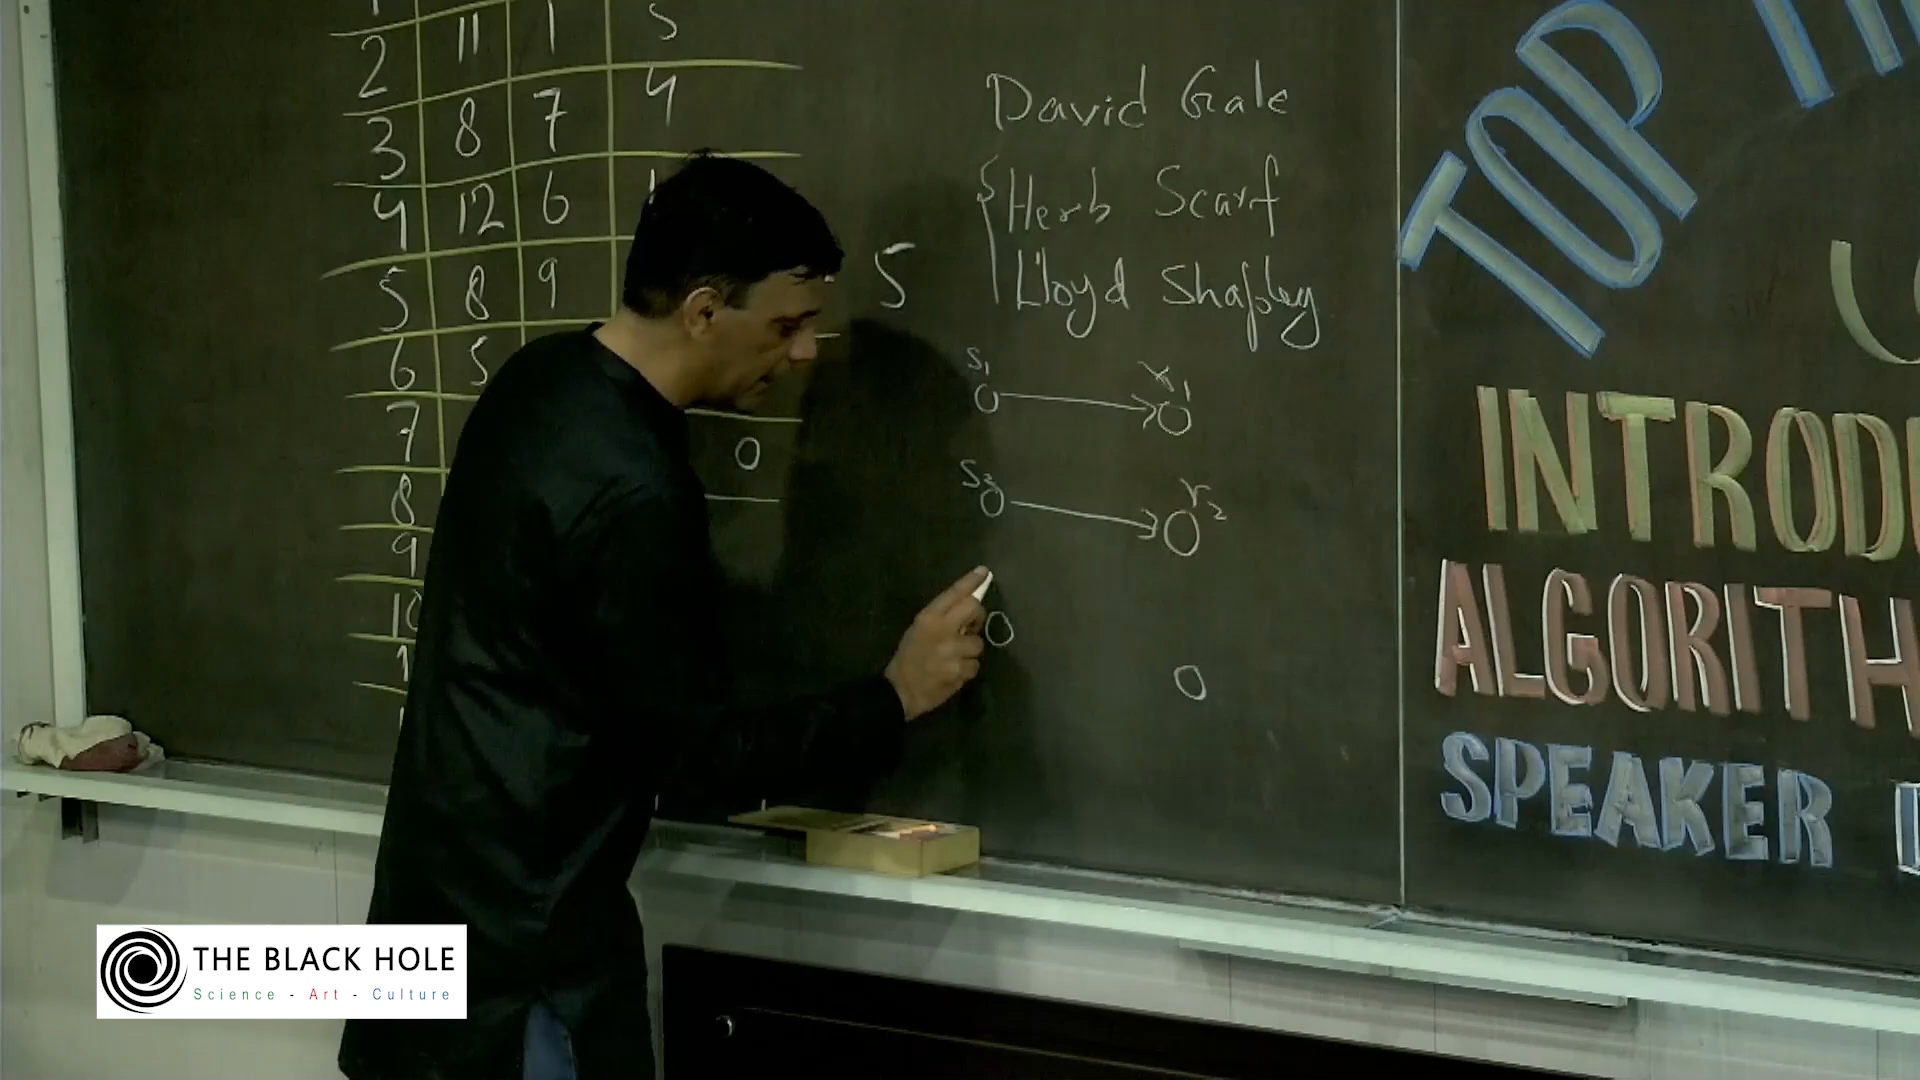 1
2 11 1 5
3 8 7 4
4 12 6
5 8 9
6 5
7
8
9
10
0
5
David Gale
Herb Scarf
Lloyd Shapley
S1 r1
S2 r2
TOP
INTROD
ALGORITH
SPEAKER
THE BLACK HOLE
Science - Art - Culture